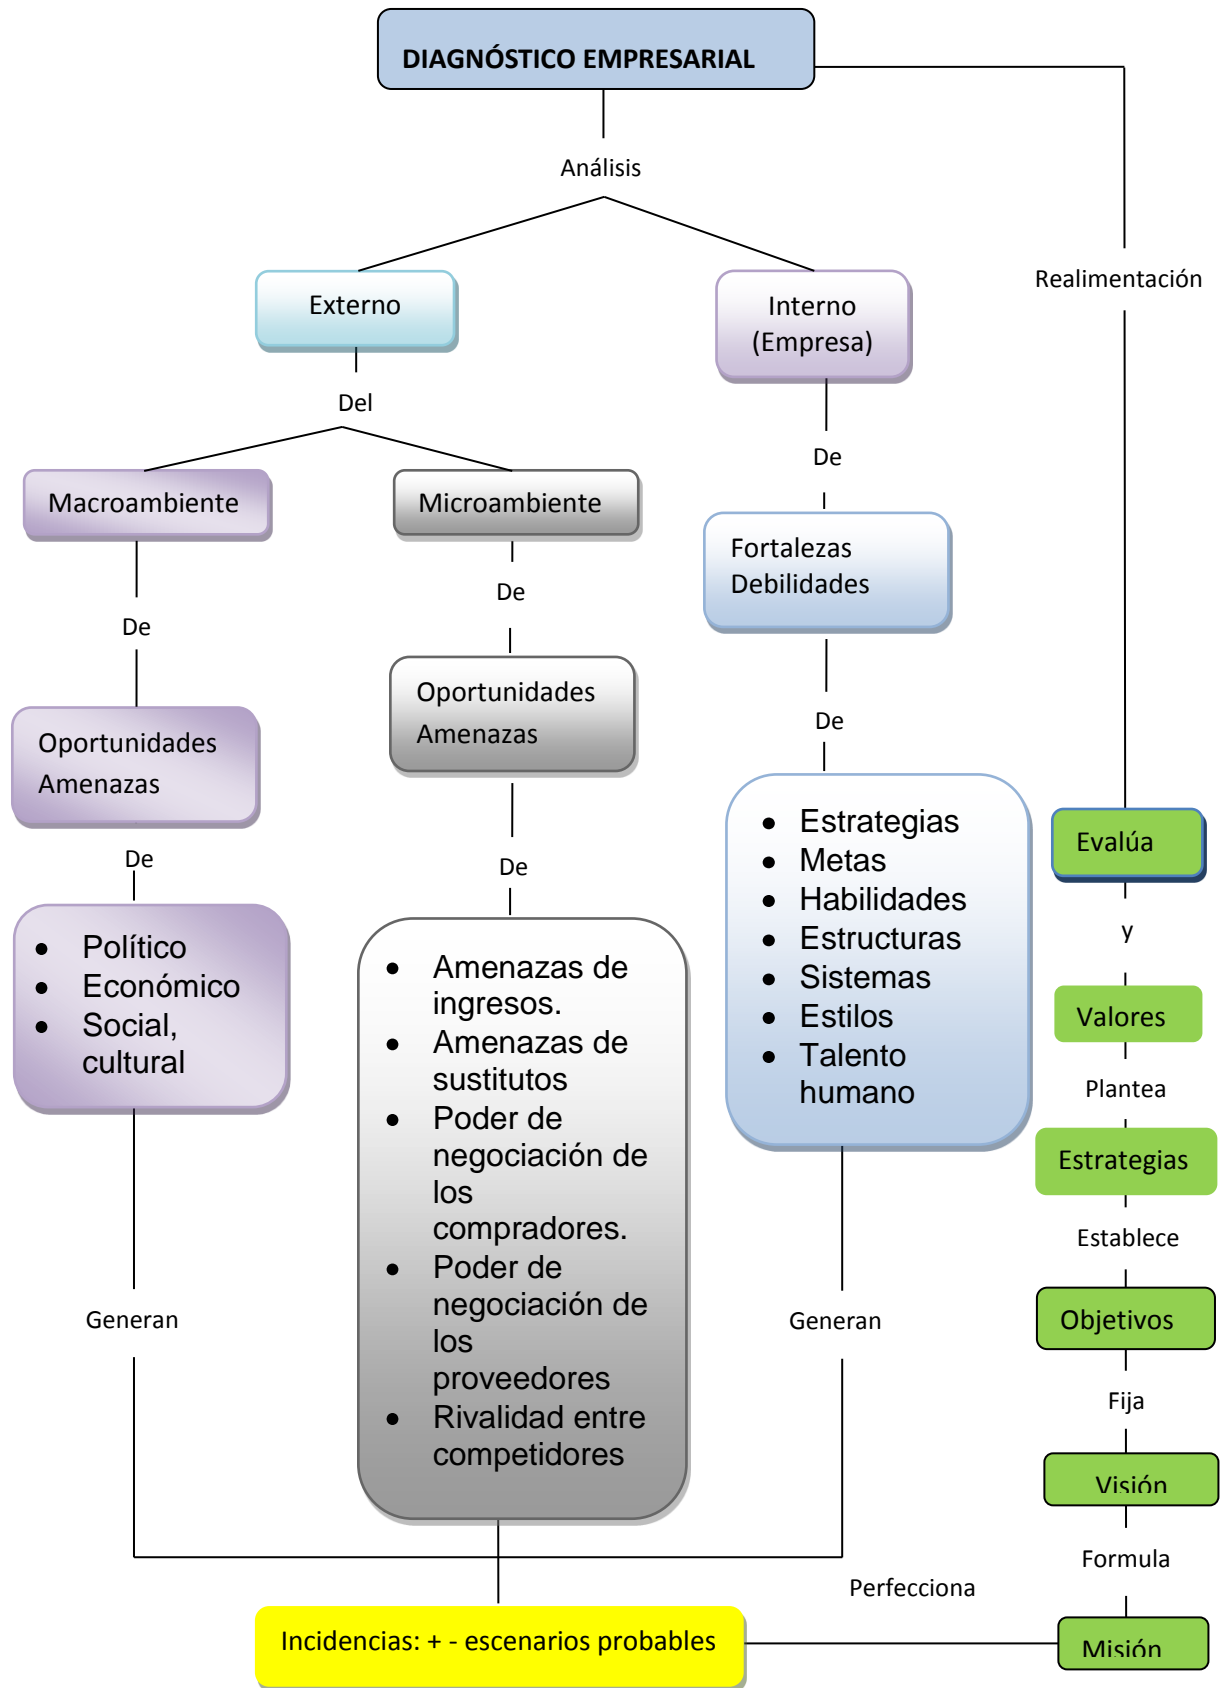 DIAGNÓSTICO EMPRESARIAL
Análisis
Realimentación
Externo
Interno
(Empresa)
Del
De
Macroambiente
Microambiente
Fortalezas
Debilidades
De
De
De
Oportunidades
Amenazas
Oportunidades
Amenazas
De
De
• Político
• Económico
• Social,
cultural
• Amenazas de
ingresos.
• Amenazas de
sustitutos
• Poder de
negociación de
los
compradores.
• Poder de
negociación de
los
proveedores
• Rivalidad entre
competidores
• Estrategias
• Metas
• Habilidades
• Estructuras
• Sistemas
• Estilos
• Talento
humano
Evalúa
y
Valores
Plantea
Estrategias
Establece
Objetivos
Fija
Visión
Formula
Misión
Generan
Generan
Perfecciona
Incidencias: + - escenarios probables